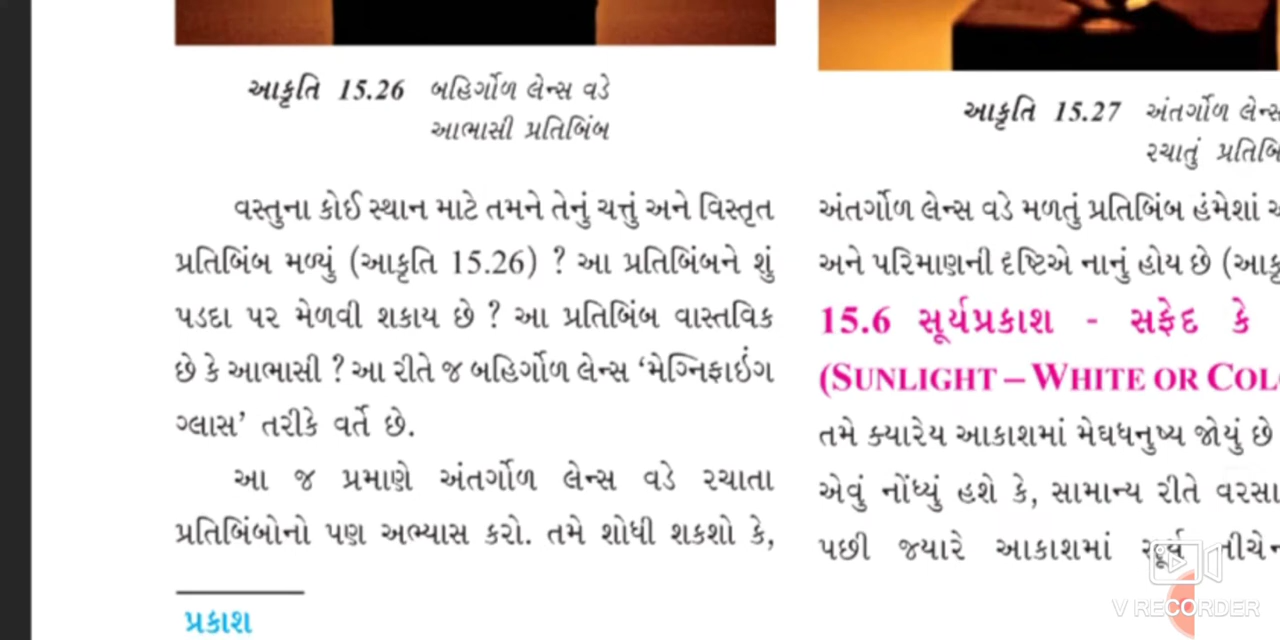 આકૃતિ 15.26 બહિર્ગોળ લેન્સ વડે
આભાસી પ્રતિબિંબ
વસ્તુના કોઈ સ્થાન માટે તમને તેનું ચત્તું અને વિસ્તૃત
પ્રતિબિંબ મળ્યું (આકૃતિ 15.26) ? આ પ્રતિબિંબને શું
પડદા પર મેળવી શકાય છે ? આ પ્રતિબિંબ વાસ્તવિક
છે કે આભાસી ? આ રીતે જ બહિર્ગોળ લેન્સ ‘મેગ્નિફાઇંગ
ગ્લાસ’ તરીકે વર્તે છે.
આ જ પ્રમાણે અંતર્ગોળ લેન્સ વડે રચાતા
પ્રતિબિંબોનો પણ અભ્યાસ કરો. તમે શોધી શકશો કે,
પ્રકાશ
આકૃતિ 15.27 અંતર્ગોળ લેન્સ
રચાતું
અંતર્ગોળ લેન્સ વડે મળતું પ્રતિબિંબ હંમેશાં
અને પરિમાણની દૃષ્ટિએ નાનું હોય છે
15.6 સૂર્યપ્રકાશ - સફેદ કે
(SUNLIGHT – WHITE OR
તમે ક્યારેય આકાશમાં મેઘધનુષ્ય જોયું છે
એવું નોંધ્યું હશે કે, સામાન્ય રીતે
પછી જ્યારે આકાશમાં સૂર્ય
V RECORDER